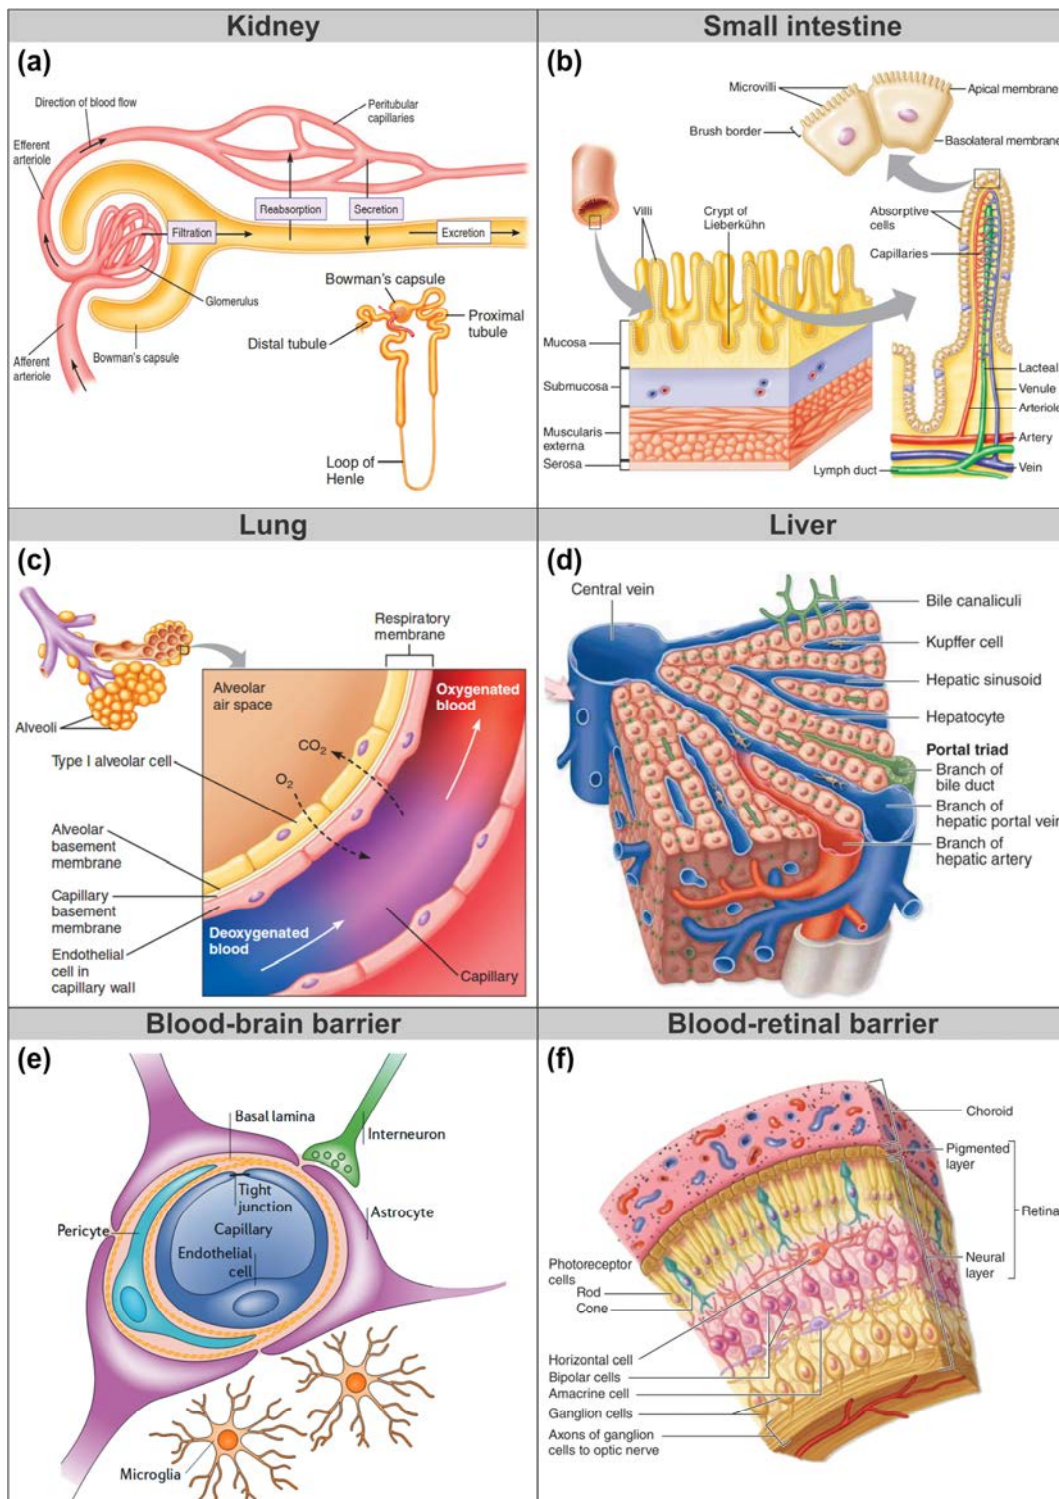 Kidney
(a)
Direction of blood flow
Peritubular
capillaries
Efferent
arteriole
Reabsorption
Secretion
Filtration
Excretion
Glomerulus
Bowman's capsule
Afferent
arteriole
Bowman's capsule
Distal tubule
Proximal
tubule
Loop of
Henle
Small intestine
(b)
Microvilli
Apical membrane
Brush border
Basolateral membrane
Villi
Crypt of
Lieberkühn
Absorptive
cells
Capillaries
Mucosa
Submucosa
Muscularis
externa
Serosa
Lacteal
Venule
Arteriole
Artery
Lymph duct
Vein
Lung
(c)
Respiratory
membrane
Alveolar
air space
Oxygenated
blood
Alveoli
CO₂
Type I alveolar cell
O₂
Alveolar
basement
membrane
Capillary
basement
membrane
Endothelial
cell in
capillary wall
Deoxygenated
blood
Capillary
Liver
(d)
Central vein
Bile canaliculi
Kupffer cell
Hepatic sinusoid
Hepatocyte
Portal triad
Branch of
bile duct
Branch of
hepatic portal vein
Branch of
hepatic artery
Blood-brain barrier
(e)
Basal lamina
Interneuron
Tight
junction
Pericyte
Capillary
Astrocyte
Endothelial
cell
Microglia
Blood-retinal barrier
(f)
Choroid
Pigmented
layer
Retina
Neural
layer
Photoreceptor
cells
Rod
Cone
Horizontal cell
Bipolar cells
Amacrine cell
Ganglion cells
Axons of ganglion
cells to optic nerve